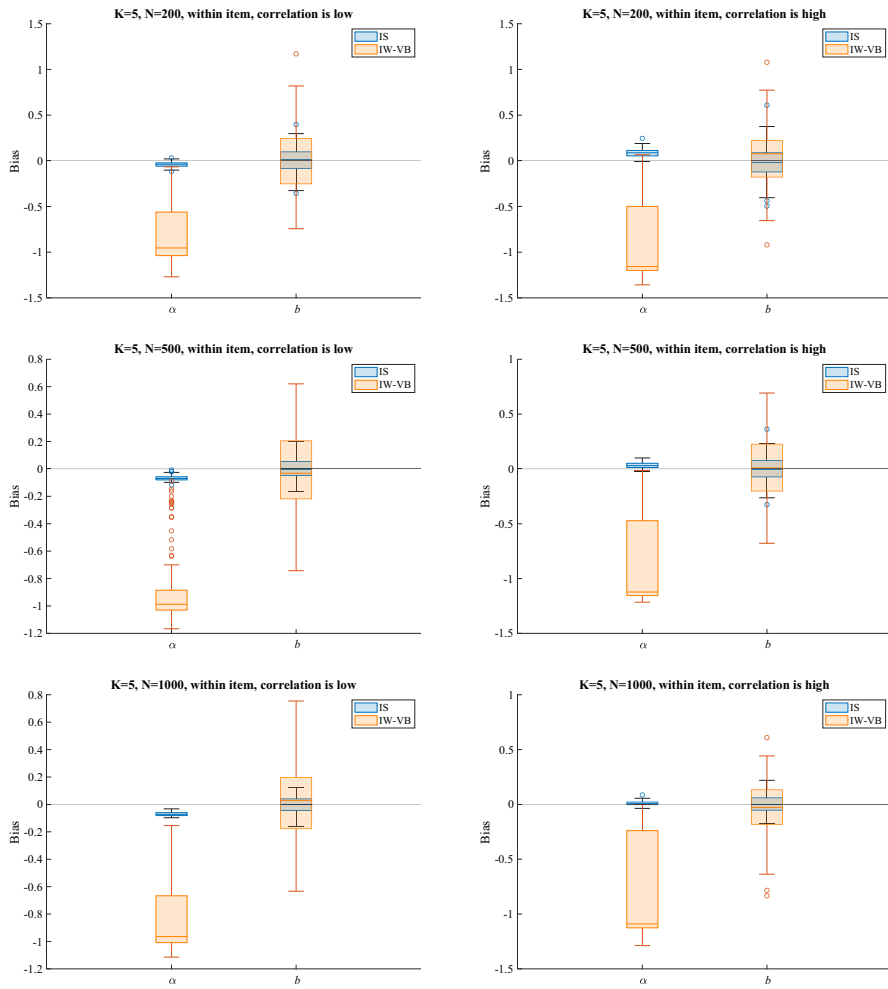 K=5, N=200, within item, correlation is low
1.5
1
0.5
0
-0.5
-1
-1.5
Bias
α
b
IS
IW-VB
K=5, N=200, within item, correlation is high
1.5
1
0.5
0
-0.5
-1
-1.5
Bias
α
b
IS
IW-VB
K=5, N=500, within item, correlation is low
0.8
0.6
0.4
0.2
0
-0.2
-0.4
-0.6
-0.8
-1
-1.2
Bias
α
b
IS
IW-VB
K=5, N=500, within item, correlation is high
1
0.5
0
-0.5
-1
-1.5
Bias
α
b
IS
IW-VB
K=5, N=1000, within item, correlation is low
0.8
0.6
0.4
0.2
0
-0.2
-0.4
-0.6
-0.8
-1
-1.2
Bias
α
b
IS
IW-VB
K=5, N=1000, within item, correlation is high
1
0.5
0
-0.5
-1
-1.5
Bias
α
b
IS
IW-VB